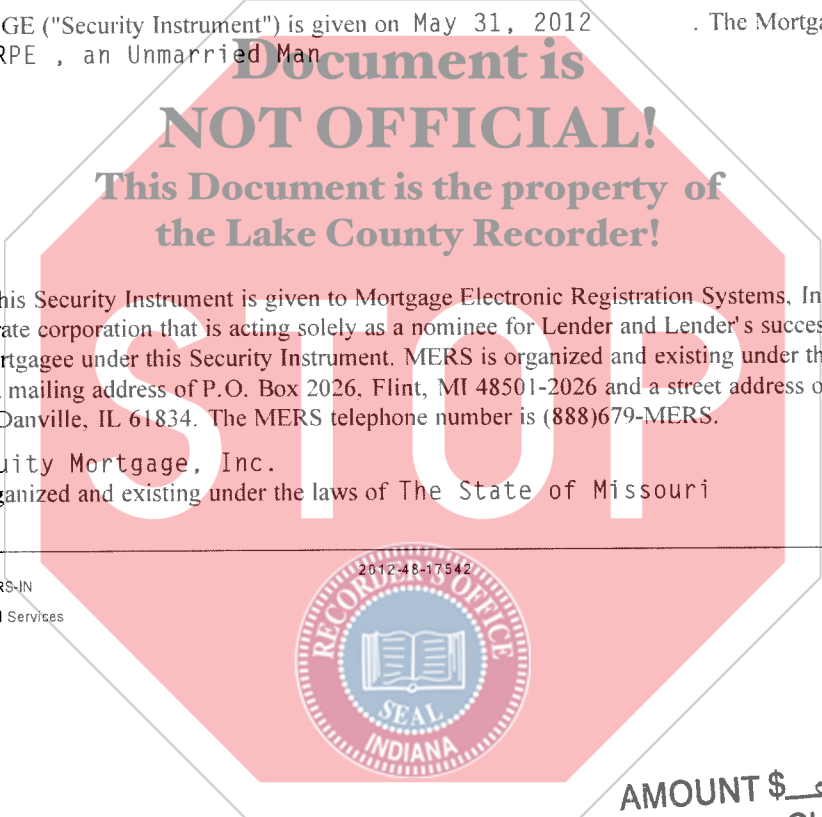 GE ("Security Instrument") is given on May 31, 2012 . The Mortga
RPE , an Unmarried Man
Document is
NOT OFFICIAL!
This Document is the property of
the Lake County Recorder!
his Security Instrument is given to Mortgage Electronic Registration Systems, In
rate corporation that is acting solely as a nominee for Lender and Lender's succes
rtgagee under this Security Instrument. MERS is organized and existing under th
mailing address of P.O. Box 2026, Flint, MI 48501-2026 and a street address o
Danville, IL 61834. The MERS telephone number is (888)679-MERS.
STOP
uity Mortgage, Inc.
ganized and existing under the laws of The State of Missouri
2012-48-17542
RS-IN
l Services
RECORDER'S OFFICE
SEAL
INDIANA
AMOUNT $